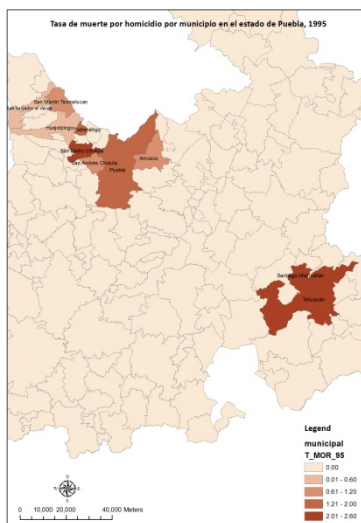 Tasa de muerte por homicidio por municipio en el estado de Puebla, 1995
San Martín Texmelucan
San Salvador el Verde
Huejotzingo
San Pedro Cholula
San Andrés Cholula
Puebla
Amozoc
Tehuacán
N
W
E
S
0
10,000
20,000
40,000 Meters
Legend
municipal
T_MOR_95
0.00
0.01 - 0.60
0.61 - 1.20
1.21 - 2.00
2.01 - 2.60